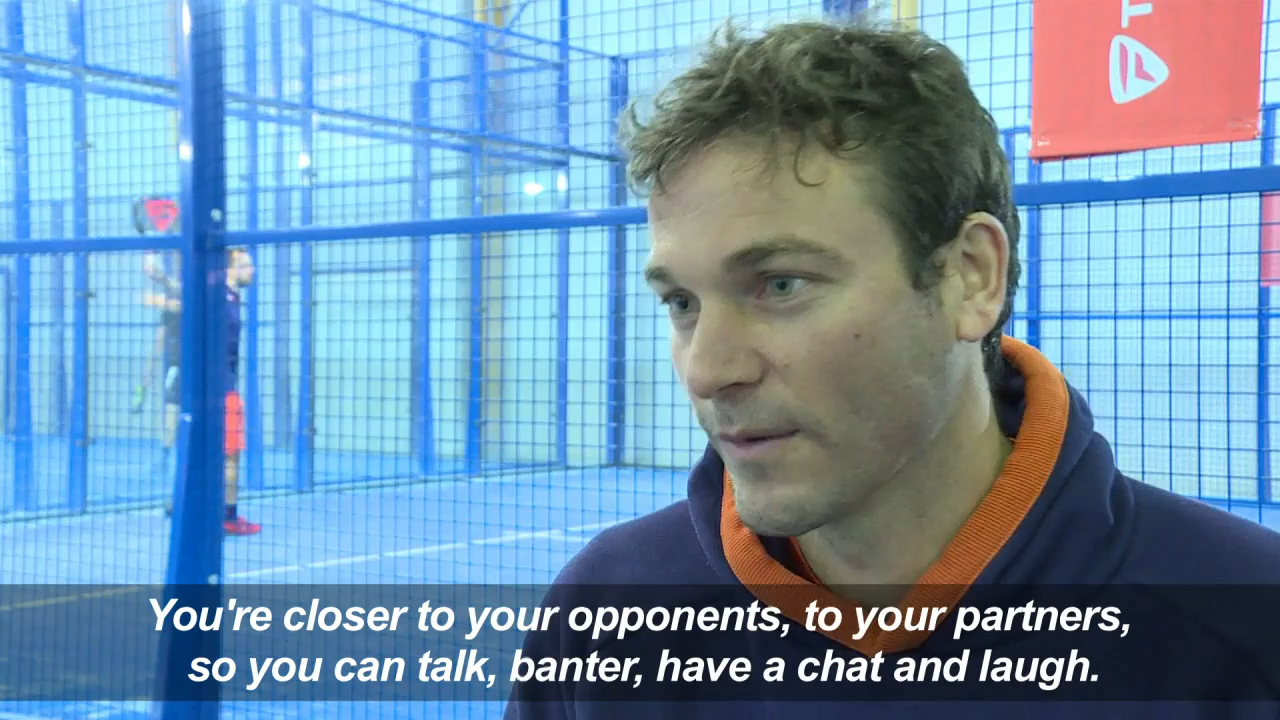 T
You're closer to your opponents, to your partners,
so you can talk, banter, have a chat and laugh.